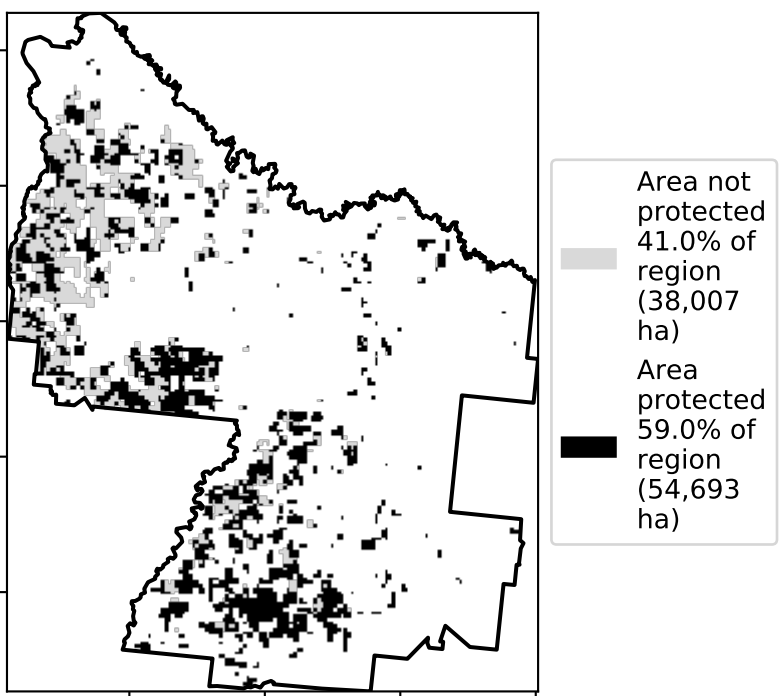 Area not
protected
41.0% of
region
(38,007
ha)
Area
protected
59.0% of
region
(54,693
ha)